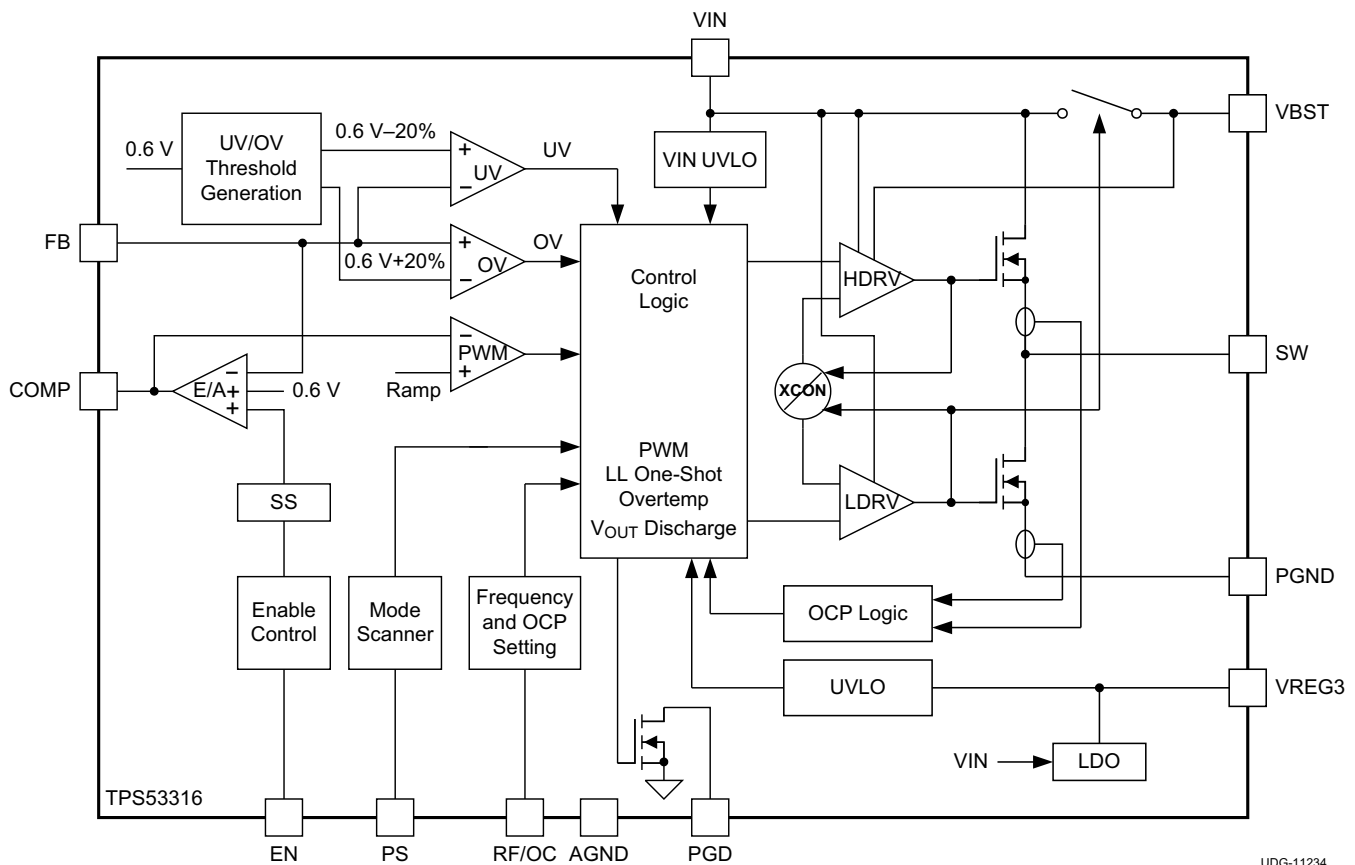 VIN
VBST
0.6 V–20%
UV/OV
Threshold
Generation
0.6 V
+
UV
–
UV
VIN UVLO
FB
0.6 V+20%
+
OV
–
OV
Control
Logic
HDRV
–
PWM
+
Ramp
SW
COMP
–
E/A+
+
0.6 V
XCON
PWM
LL One-Shot
Overtemp
VOUT Discharge
LDRV
SS
PGND
Enable
Control
Mode
Scanner
Frequency
and OCP
Setting
OCP Logic
UVLO
VREG3
VIN
LDO
TPS53316
EN
PS
RF/OC
AGND
PGD
UDG-11234